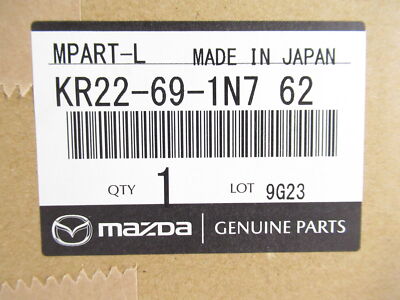 MPART-L MADE IN JAPAN
KR22-69-1N7 62
QTY 1 LOT 9G23
mazda GENUINE PARTS